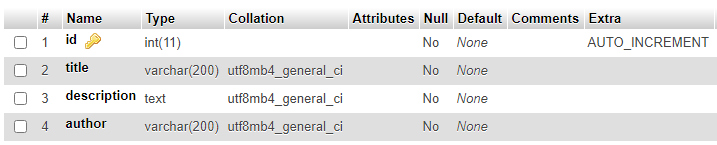 # Name Type Collation Attributes Null Default Comments Extra
1 id int(11) No None AUTO_INCREMENT
2 title varchar(200) utf8mb4_general_ci No None
3 description text utf8mb4_general_ci No None
4 author varchar(200) utf8mb4_general_ci No None